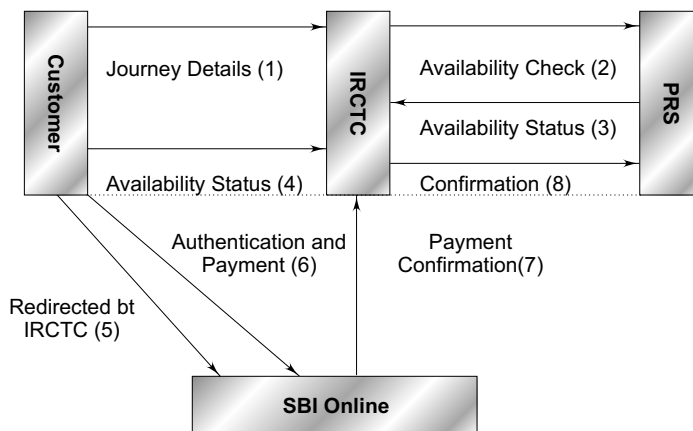 Customer
IRCTC
PRS
Journey Details (1)
Availability Check (2)
Availability Status (3)
Availability Status (4)
Confirmation (8)
Authentication and
Payment (6)
Payment
Confirmation(7)
Redirected bt
IRCTC (5)
SBI Online